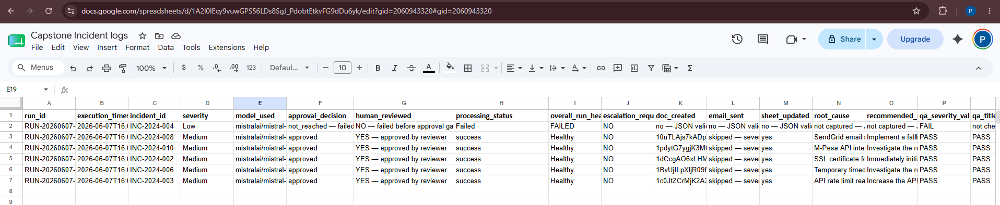 docs.google.com/spreadsheets/d/1A2I0IEcy9vuwGPS56LDs8SgJ_PdobtEtkvFG9dDu6yk/edit?gid=2060943320#gid=2060943320
P
Capstone Incident logs
File Edit View Insert Format Data Tools Extensions Help
Share
Upgrade
P
Menus 100% $ % .0 .00 123 Defaul... − 10 + B I S A Σ
E19 fx
A B C D E F G H I J K L M N O P
1 run_id execution_times incident_id severity model_used approval_decision human_reviewed processing_status overall_run_hea escalation_requ doc_created email_sent sheet_updated root_cause recommended_ qa_severity_vali qa_title
2 RUN-20260607- 2026-06-07T16: INC-2024-004 Low mistralai/mistral- not_reached — failed NO — failed before approval ga Failed FAILED NO no — JSON valid no — JSON valid no — JSON valid not captured — not captured — FAIL not che
3 RUN-20260607- 2026-06-07T16: INC-2024-008 Medium mistralai/mistral- approved YES — approved by reviewer success Healthy NO 10uTLAjs7kADp skipped — sever yes SendGrid email Implement a fall PASS PASS
4 RUN-20260607- 2026-06-07T16: INC-2024-010 Medium mistralai/mistral- approved YES — approved by reviewer success Healthy NO 1pdytG7ygjK3M skipped — sever yes M-Pesa API inte Investigate the r PASS PASS
5 RUN-20260607- 2026-06-07T16: INC-2024-002 Medium mistralai/mistral- approved YES — approved by reviewer success Healthy NO 1dCcgAO6xLHM skipped — sever yes SSL certificate fo Immediately initi PASS PASS
6 RUN-20260607- 2026-06-07T16: INC-2024-006 Medium mistralai/mistral- approved YES — approved by reviewer success Healthy NO 1BvUjILpXljR09f skipped — sever yes Temporary timeo Investigate the r PASS PASS
7 RUN-20260607- 2026-06-07T16: INC-2024-003 Medium mistralai/mistral- approved YES — approved by reviewer success Healthy NO 1c0JtZCrMjK2A3 skipped — sever yes API rate limit rea Increase the API PASS PASS
8
9